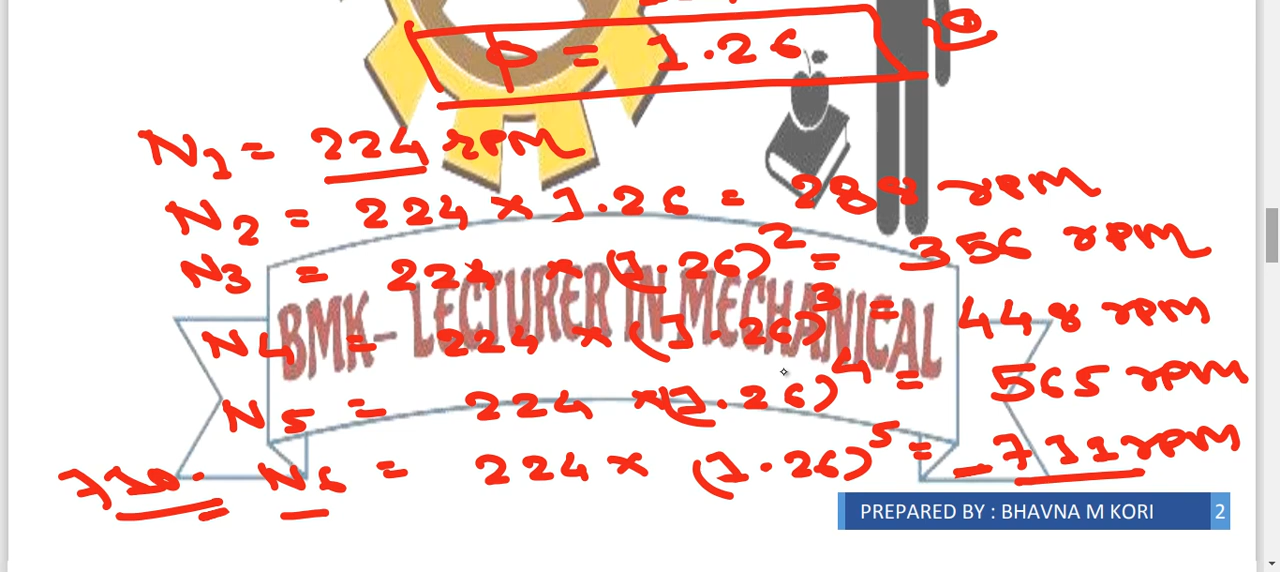 ϕ = 1.26
N1 = 224 rpm
N2 = 224 × 1.26 = 288 rpm
N3 = 224 × (1.26)^2 = 356 rpm
N4 = 224 × (1.26)^3 = 448 rpm
BMK- LECTURER IN MECHANICAL
N5 = 224 × (1.26)^4 = 565 rpm
710. N6 = 224 × (1.26)^5 = 711 rpm
PREPARED BY : BHAVNA M KORI 2